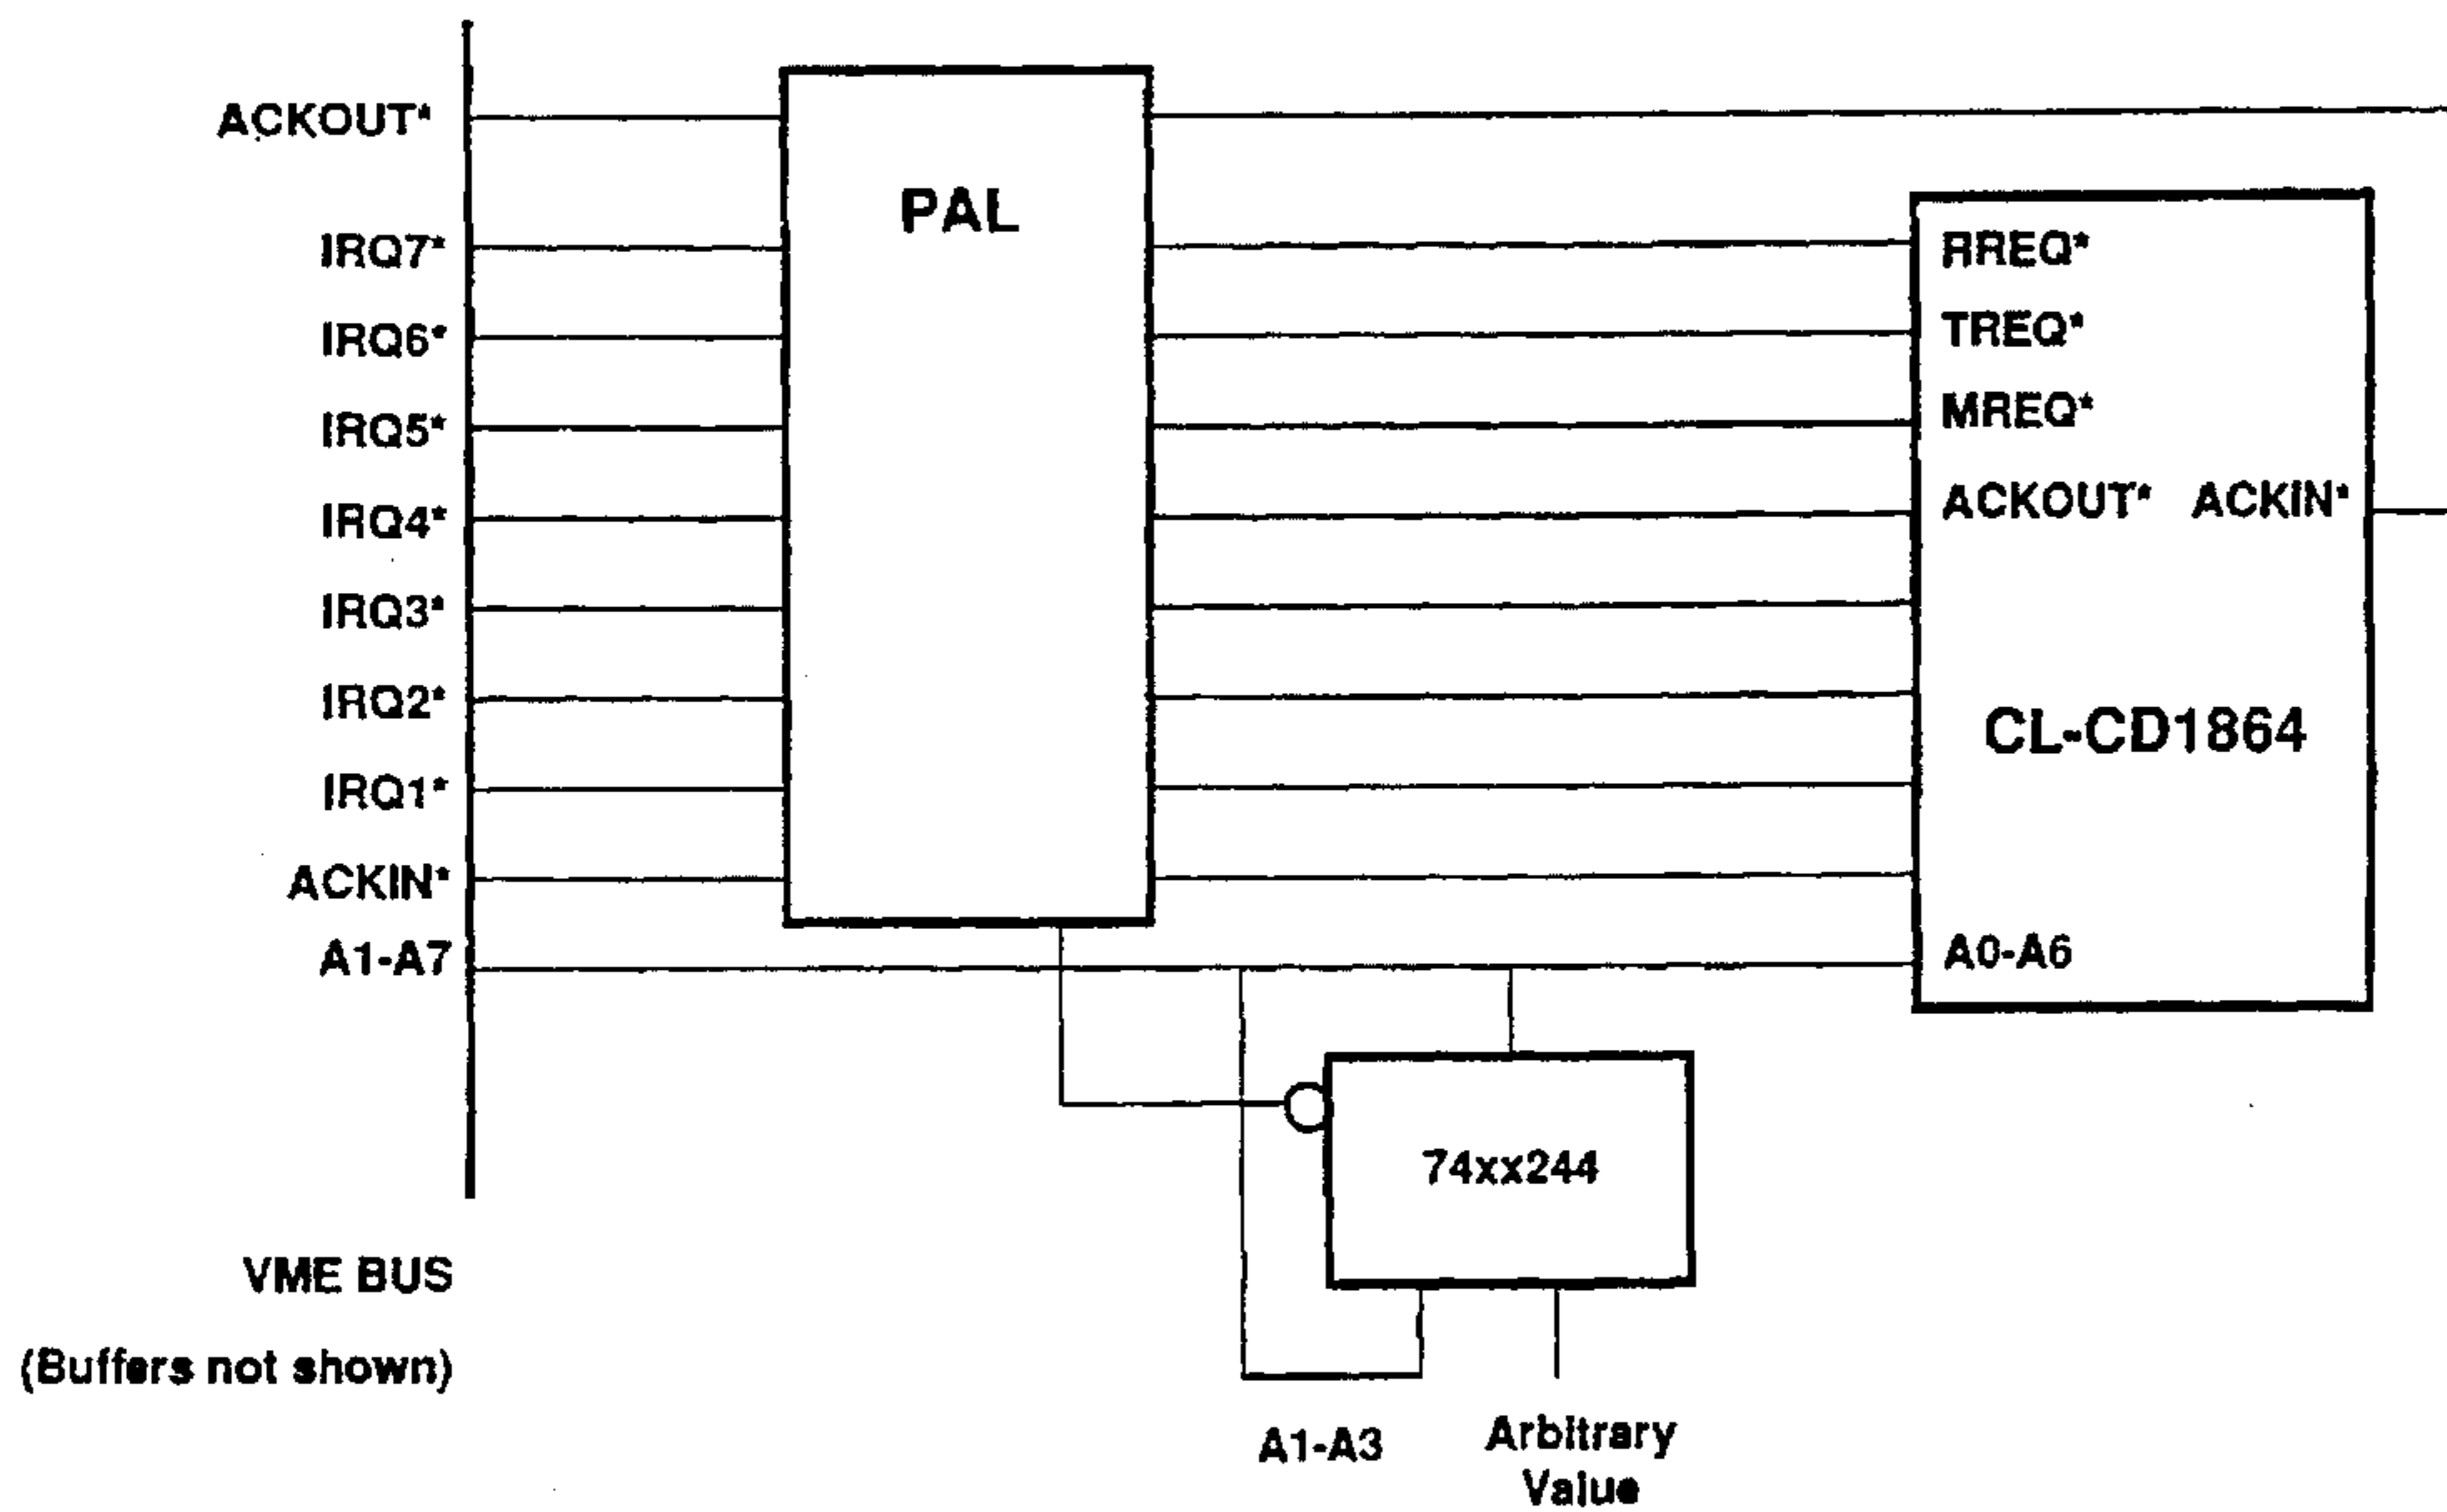 ACKOUT*
PAL
IRQ7*
RREQ*
IRQ6*
TREQ*
IRQ5*
MREQ*
IRQ4*
ACKOUT* ACKIN*
IRQ3*
IRQ2*
CL-CD1864
IRQ1*
ACKIN*
A1-A7
A0-A6
74xx244
VME BUS
(Buffers not shown)
A1-A3
Arbitrary
Value